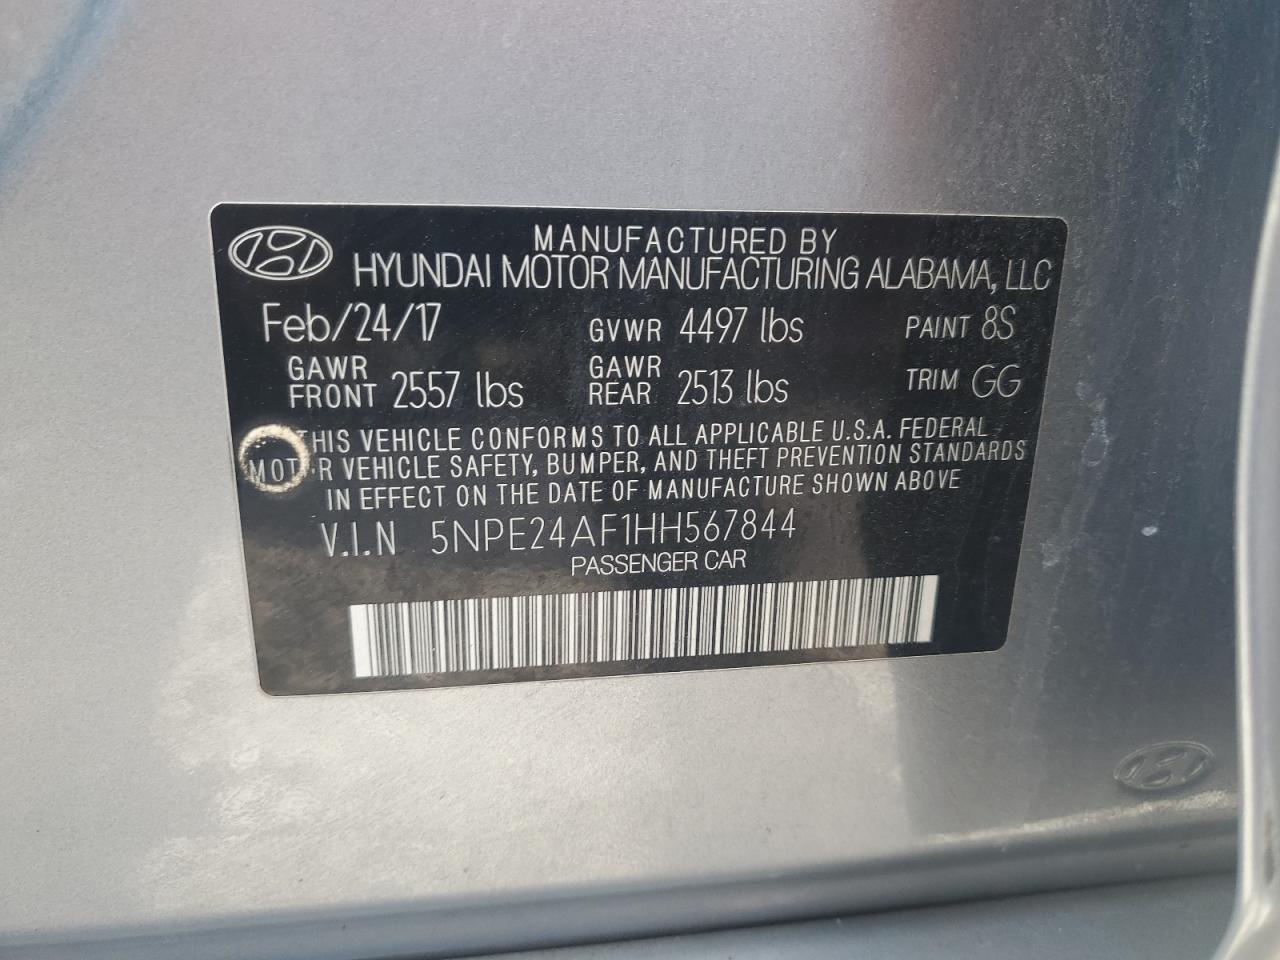 MANUFACTURED BY
HYUNDAI MOTOR MANUFACTURING ALABAMA, LLC
Feb/24/17 GVWR 4497 lbs PAINT 8S
GAWR FRONT 2557 lbs GAWR REAR 2513 lbs TRIM GG
THIS VEHICLE CONFORMS TO ALL APPLICABLE U.S.A. FEDERAL
MOTOR VEHICLE SAFETY, BUMPER, AND THEFT PREVENTION STANDARDS
IN EFFECT ON THE DATE OF MANUFACTURE SHOWN ABOVE
V.I.N 5NPE24AF1HH567844
PASSENGER CAR